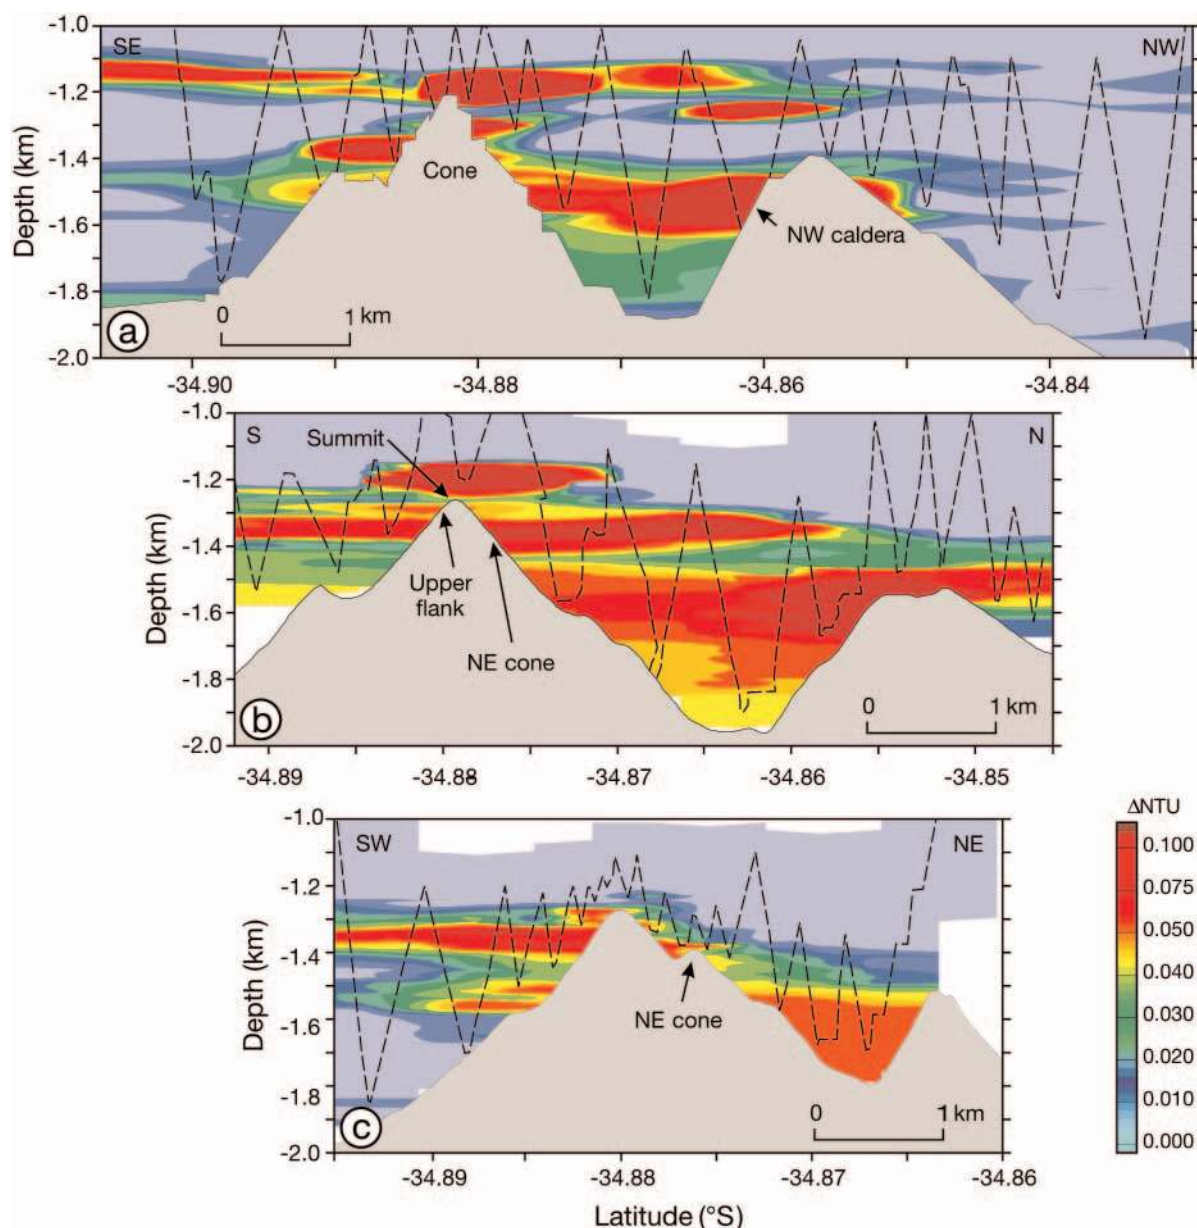 -1.0
SE
NW
-1.2
-1.4
Cone
-1.6
NW caldera
-1.8
0
1 km
-2.0
Depth (km)
a
-34.90
-34.88
-34.86
-34.84
-1.0
S
N
Summit
-1.2
-1.4
Upper
flank
-1.6
NE cone
-1.8
0
1 km
-2.0
Depth (km)
b
-34.89
-34.88
-34.87
-34.86
-34.85
-1.0
SW
NE
-1.2
-1.4
NE cone
-1.6
-1.8
0
1 km
-2.0
Depth (km)
c
-34.89
-34.88
-34.87
-34.86
Latitude (°S)
ΔNTU
0.100
0.075
0.050
0.040
0.030
0.020
0.010
0.000